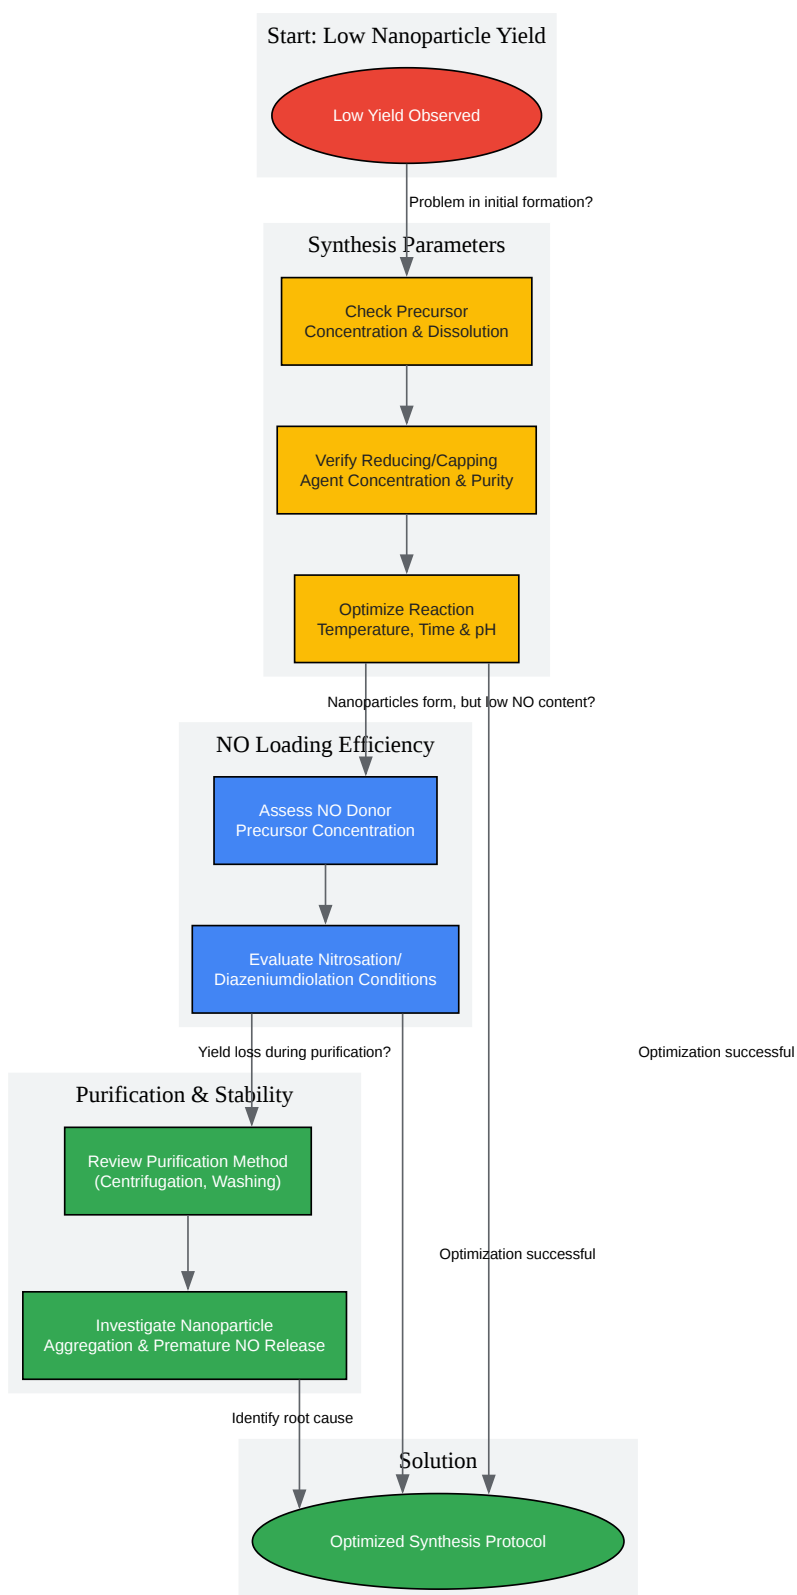 Start: Low Nanoparticle Yield
Low Yield Observed
Problem in initial formation?
Synthesis Parameters
Check Precursor
Concentration & Dissolution
Verify Reducing/Capping
Agent Concentration & Purity
Optimize Reaction
Temperature, Time & pH
Nanoparticles form, but low NO content?
NO Loading Efficiency
Assess NO Donor
Precursor Concentration
Evaluate Nitrosation/
Diazeniumdiolation Conditions
Yield loss during purification?
Optimization successful
Purification & Stability
Review Purification Method
(Centrifugation, Washing)
Optimization successful
Investigate Nanoparticle
Aggregation & Premature NO Release
Identify root cause
Solution
Optimized Synthesis Protocol